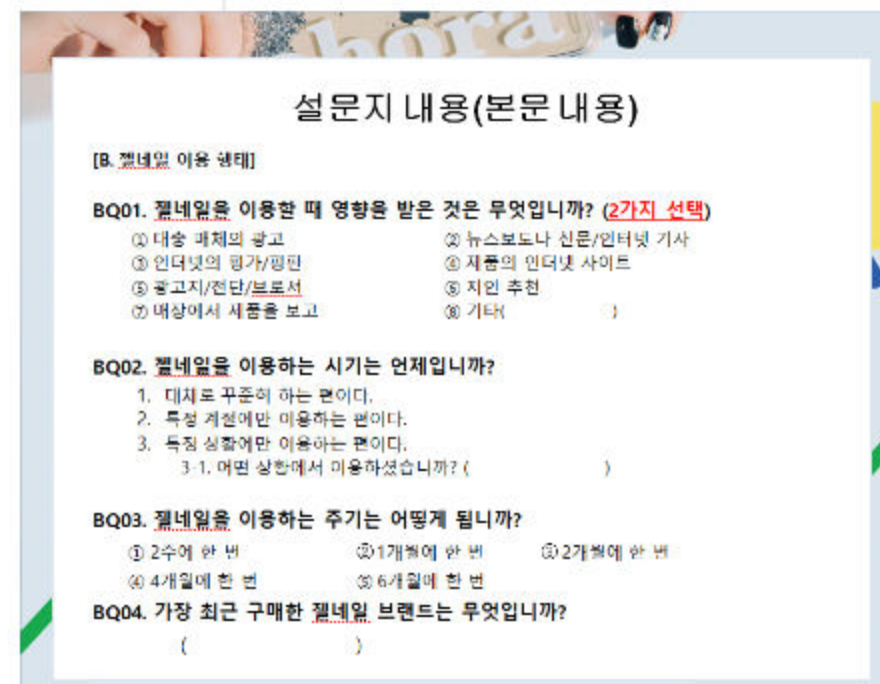 hora
설문지 내용(본문 내용)
[B. 젤네일 이용 행태]
BQ01. 젤네일을 이용할 때 영향을 받은 것은 무엇입니까? (2가지 선택)
① 대중 매체의 광고 ② 뉴스보도나 신문/인터넷 기사
③ 인터넷의 평가/평판 ④ 제품의 인터넷 사이트
⑤ 광고지/전단/브로셔 ⑥ 지인 추천
⑦ 매장에서 제품을 보고 ⑧ 기타( )
BQ02. 젤네일을 이용하는 시기는 언제입니까?
1. 대체로 꾸준히 하는 편이다.
2. 특정 계절에만 이용하는 편이다.
3. 특정 상황에만 이용하는 편이다.
3-1. 어떤 상황에서 이용하셨습니까? ( )
BQ03. 젤네일을 이용하는 주기는 어떻게 됩니까?
① 2주에 한 번 ②1개월에 한 번 ③2개월에 한 번
④ 4개월에 한 번 ⑤ 6개월에 한 번
BQ04. 가장 최근 구매한 젤네일 브랜드는 무엇입니까?
( )